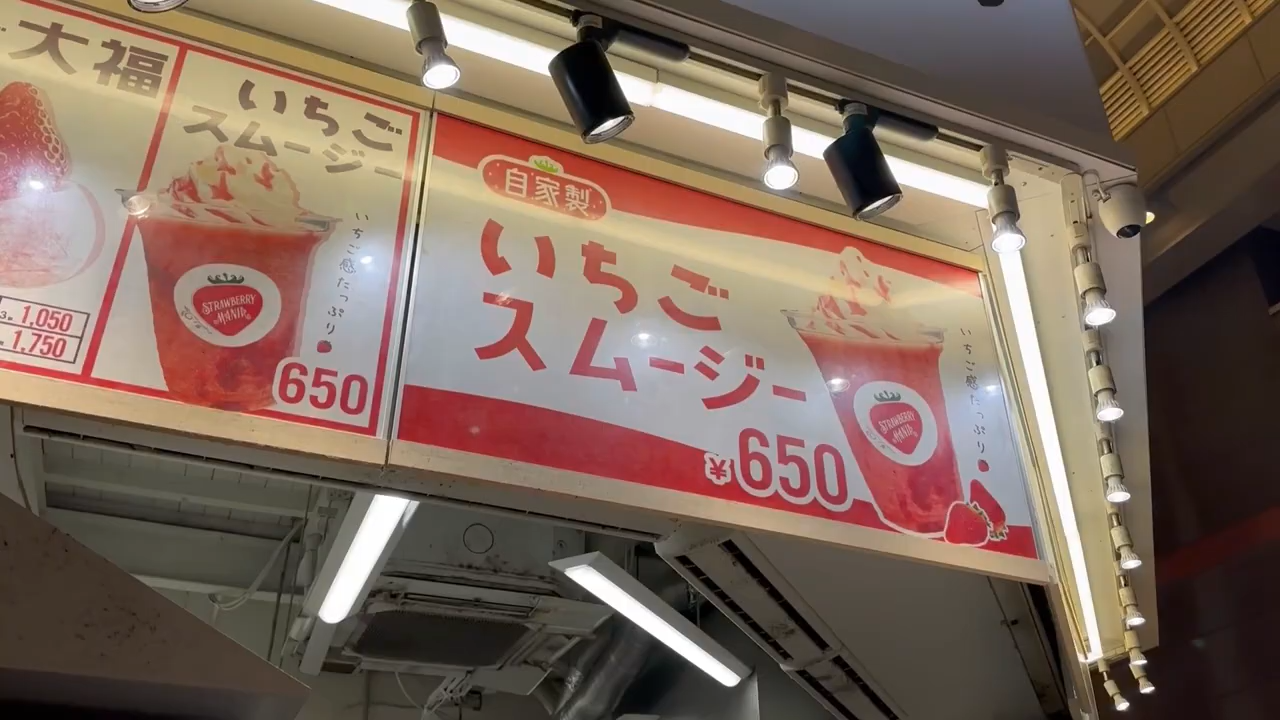 大福
3P 1,050
1,750
いちご
スムージー
いちご感たっぷり
STRAWBERRY
MANIA
650
自家製
いちご
スムージー
¥650
いちご感たっぷり
STRAWBERRY
MANIA